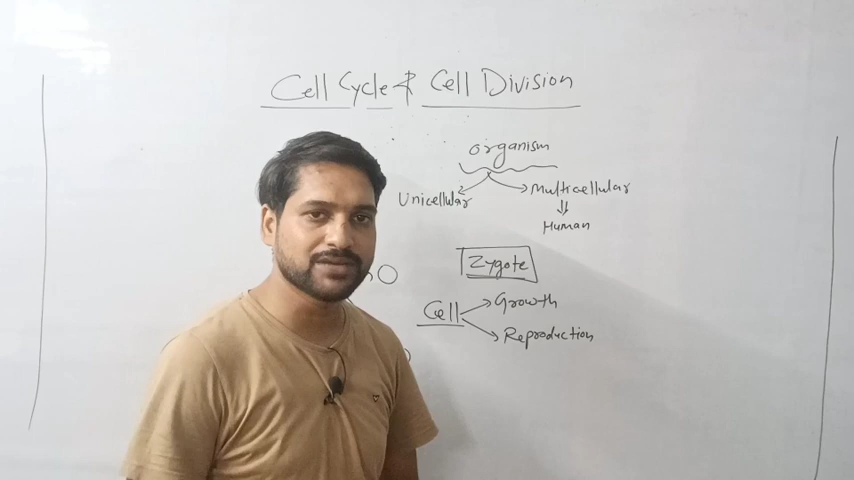 Cell Cycle & Cell Division
Organism
Unicellular
Multicellular
Human
Zygote
Cell
Growth
Reproduction